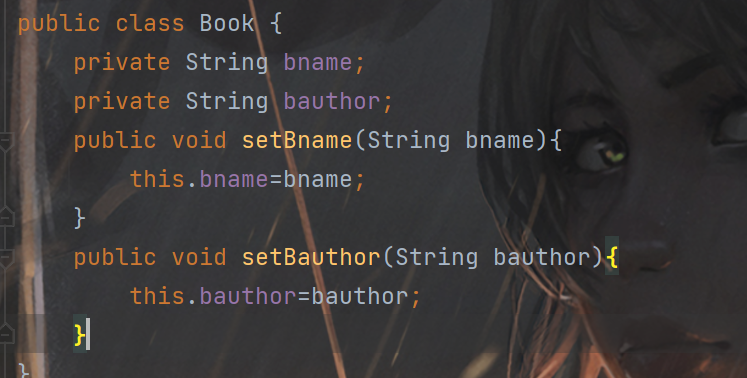 public class Book {
    private String bname;
    private String bauthor;
    public void setBname(String bname){
        this.bname=bname;
    }
    public void setBauthor(String bauthor){
        this.bauthor=bauthor;
    }
}